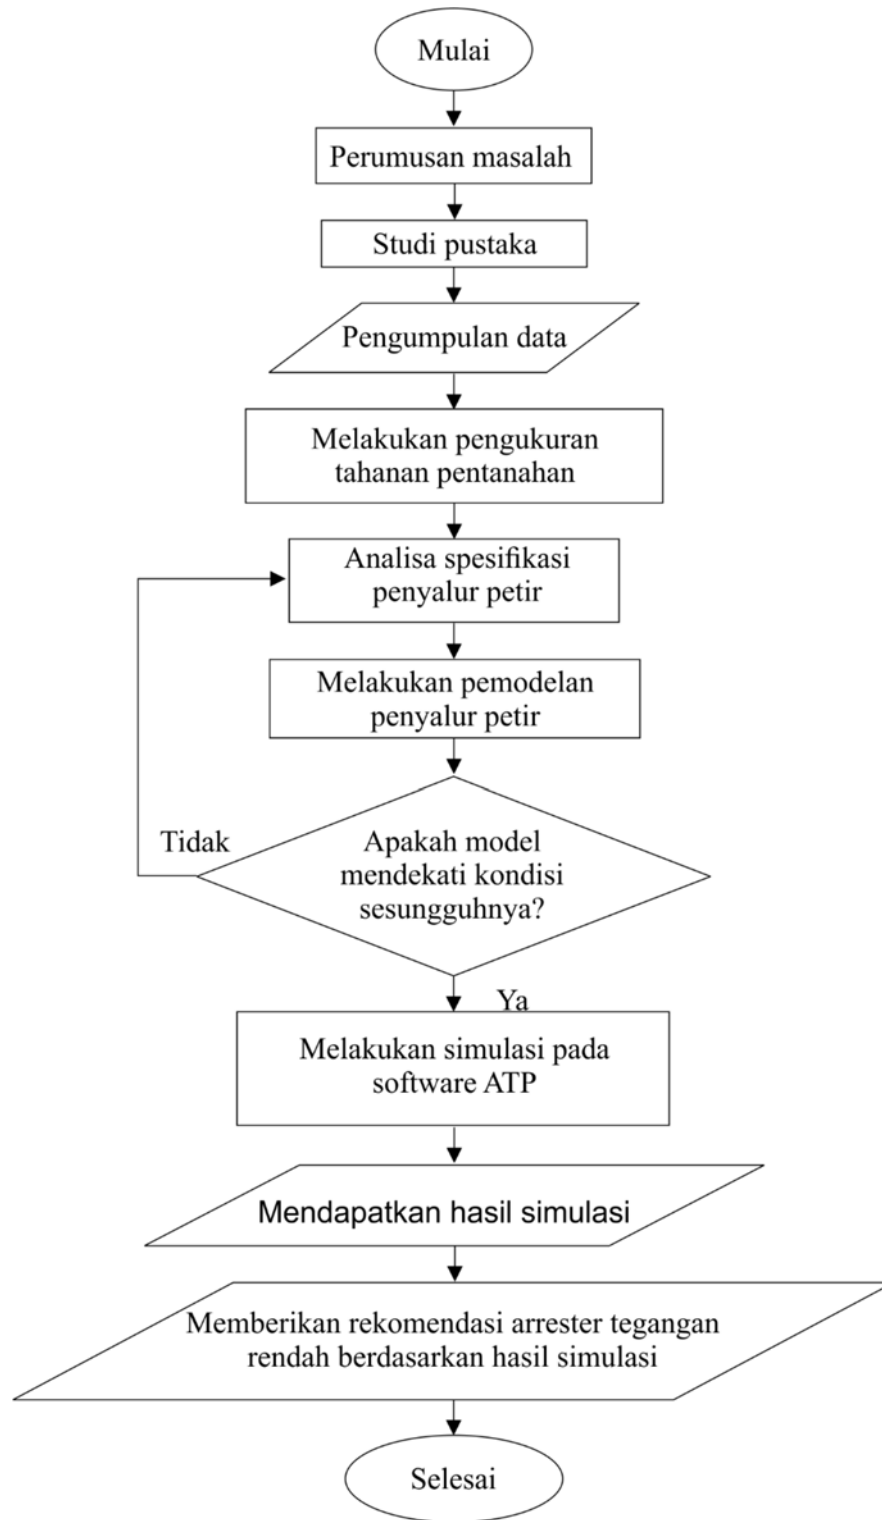 Mulai
Perumusan masalah
Studi pustaka
Pengumpulan data
Melakukan pengukuran
tahanan pentanahan
Analisa spesifikasi
penyalur petir
Melakukan pemodelan
penyalur petir
Tidak
Apakah model
mendekati kondisi
sesungguhnya?
Ya
Melakukan simulasi pada
software ATP
Mendapatkan hasil simulasi
Memberikan rekomendasi arrester tegangan
rendah berdasarkan hasil simulasi
Selesai